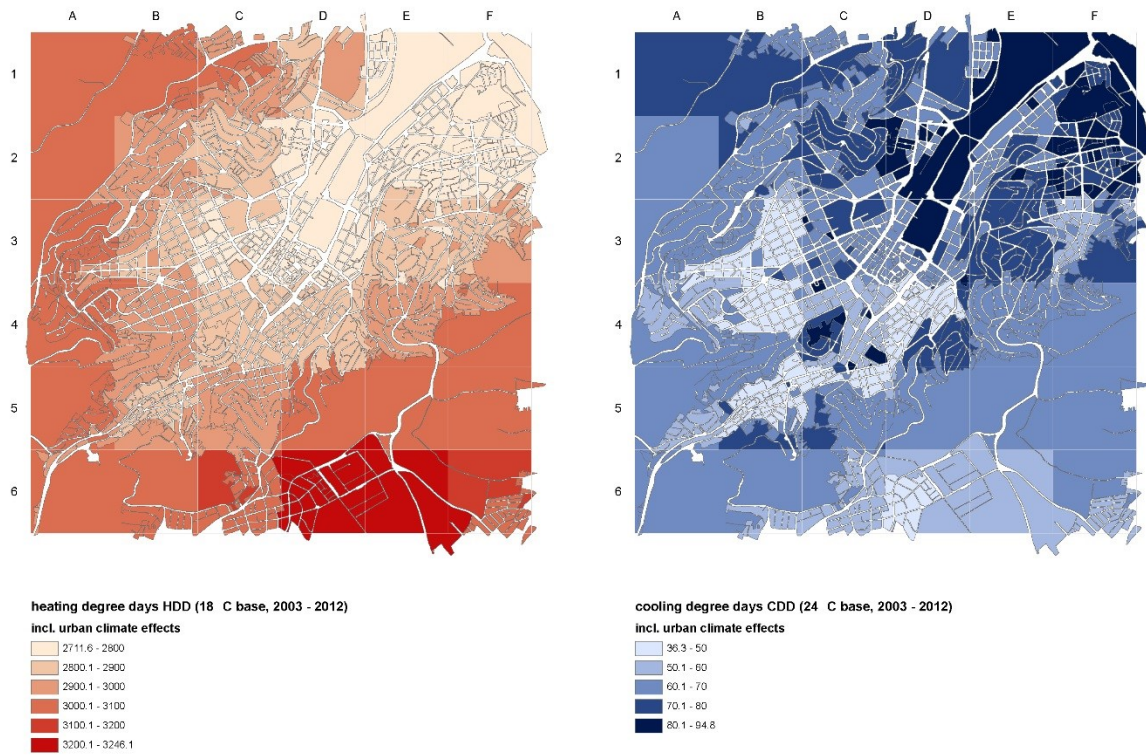 A B C D E F A B C D E F
1 1
2 2
3 3
4 4
5 5
6 6
heating degree days HDD (18 C base, 2003 - 2012)
incl. urban climate effects
2711.6 - 2800
2800.1 - 2900
2900.1 - 3000
3000.1 - 3100
3100.1 - 3200
3200.1 - 3246.1
cooling degree days CDD (24 C base, 2003 - 2012)
incl. urban climate effects
36.3 - 50
50.1 - 60
60.1 - 70
70.1 - 80
80.1 - 94.8